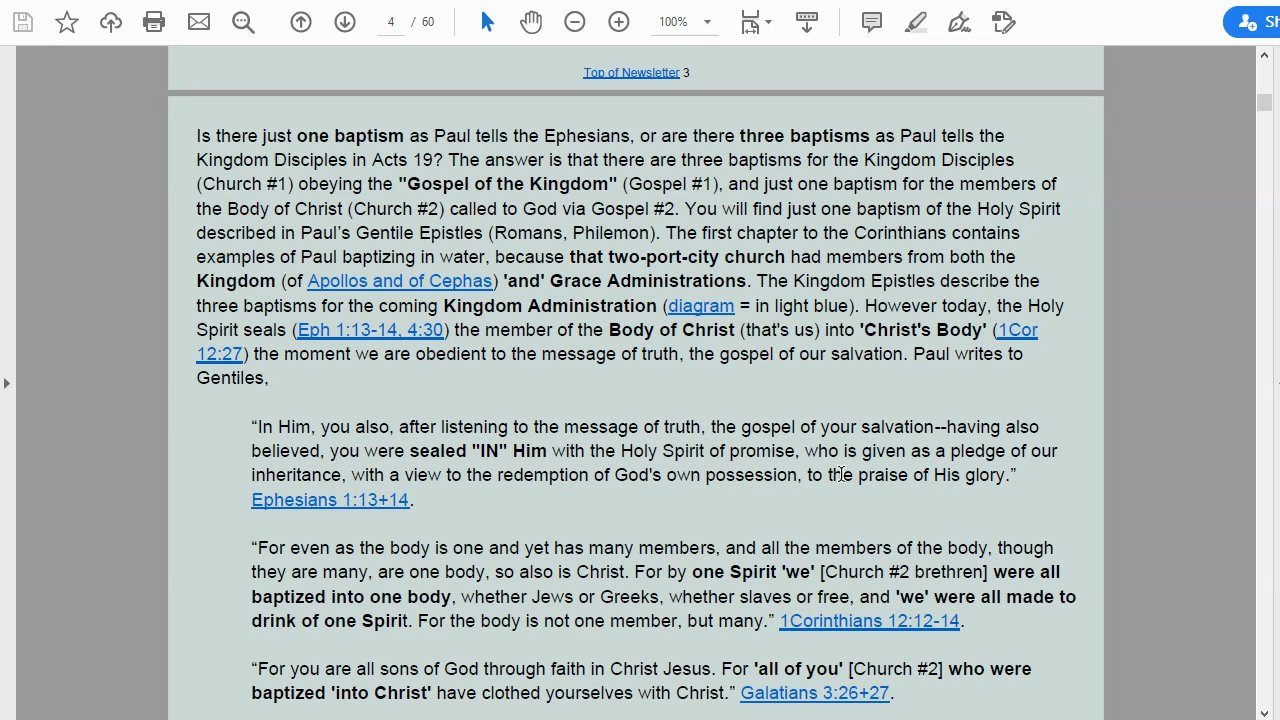 4 / 60
100%
Sh
Top of Newsletter 3
Is there just one baptism as Paul tells the Ephesians, or are there three baptisms as Paul tells the
Kingdom Disciples in Acts 19? The answer is that there are three baptisms for the Kingdom Disciples
(Church #1) obeying the "Gospel of the Kingdom" (Gospel #1), and just one baptism for the members of
the Body of Christ (Church #2) called to God via Gospel #2. You will find just one baptism of the Holy Spirit
described in Paul's Gentile Epistles (Romans, Philemon). The first chapter to the Corinthians contains
examples of Paul baptizing in water, because that two-port-city church had members from both the
Kingdom (of Apollos and of Cephas) 'and' Grace Administrations. The Kingdom Epistles describe the
three baptisms for the coming Kingdom Administration (diagram = in light blue). However today, the Holy
Spirit seals (Eph 1:13-14, 4:30) the member of the Body of Christ (that's us) into 'Christ's Body' (1Cor
12:27) the moment we are obedient to the message of truth, the gospel of our salvation. Paul writes to
Gentiles,
“In Him, you also, after listening to the message of truth, the gospel of your salvation--having also
believed, you were sealed "IN" Him with the Holy Spirit of promise, who is given as a pledge of our
inheritance, with a view to the redemption of God's own possession, to the praise of His glory.”
Ephesians 1:13+14.
“For even as the body is one and yet has many members, and all the members of the body, though
they are many, are one body, so also is Christ. For by one Spirit 'we' [Church #2 brethren] were all
baptized into one body, whether Jews or Greeks, whether slaves or free, and 'we' were all made to
drink of one Spirit. For the body is not one member, but many.” 1Corinthians 12:12-14.
“For you are all sons of God through faith in Christ Jesus. For 'all of you' [Church #2] who were
baptized 'into Christ' have clothed yourselves with Christ.” Galatians 3:26+27.